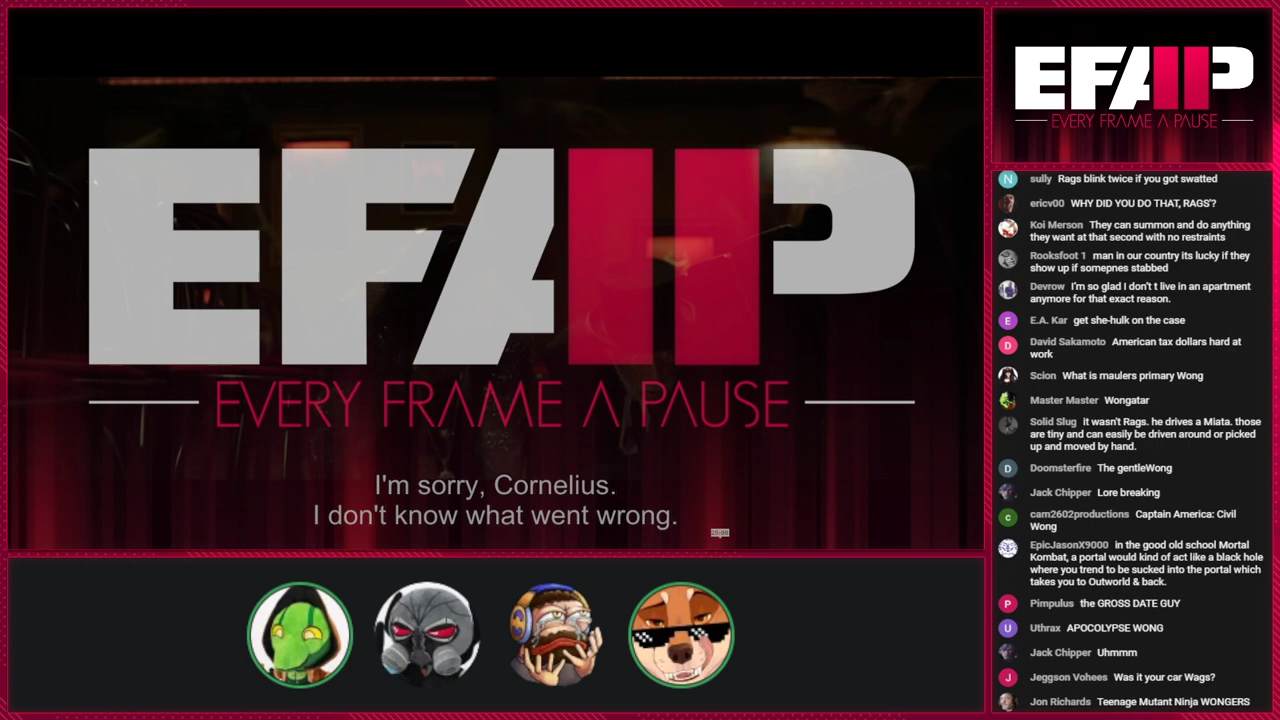 EFAP
EVERY FRAME A PAUSE
I'm sorry, Cornelius.
I don't know what went wrong.
EFAP
EVERY FRAME A PAUSE
N
sully Rags blink twice if you got swatted
ericv00 WHY DID YOU DO THAT, RAGS'?
Koi Merson They can summon and do anything
they want at that second with no restraints
Rooksfoot 1 man in our country its lucky if they
show up if somepnes stabbed
Devrow I'm so glad I don't t live in an apartment
anymore for that exact reason.
E
E.A. Kar get she-hulk on the case
D
David Sakamoto American tax dollars hard at
work
Scion What is maulers primary Wong
Master Master Wongatar
Solid Slug it wasn't Rags. he drives a Miata. those
are tiny and can easily be driven around or picked
up and moved by hand.
D
Doomsterfire The gentleWong
Jack Chipper Lore breaking
c
cam2602productions Captain America: Civil
Wong
EpicJasonX9000 in the good old school Mortal
Kombat, a portal would kind of act like a black hole
where you trend to be sucked into the portal which
takes you to Outworld & back.
P
Pimpulus the GROSS DATE GUY
U
Uthrax APOCOLYPSE WONG
Jack Chipper Uhmmm
J
Jeggson Vohees Was it your car Wags?
Jon Richards Teenage Mutant Ninja WONGERS